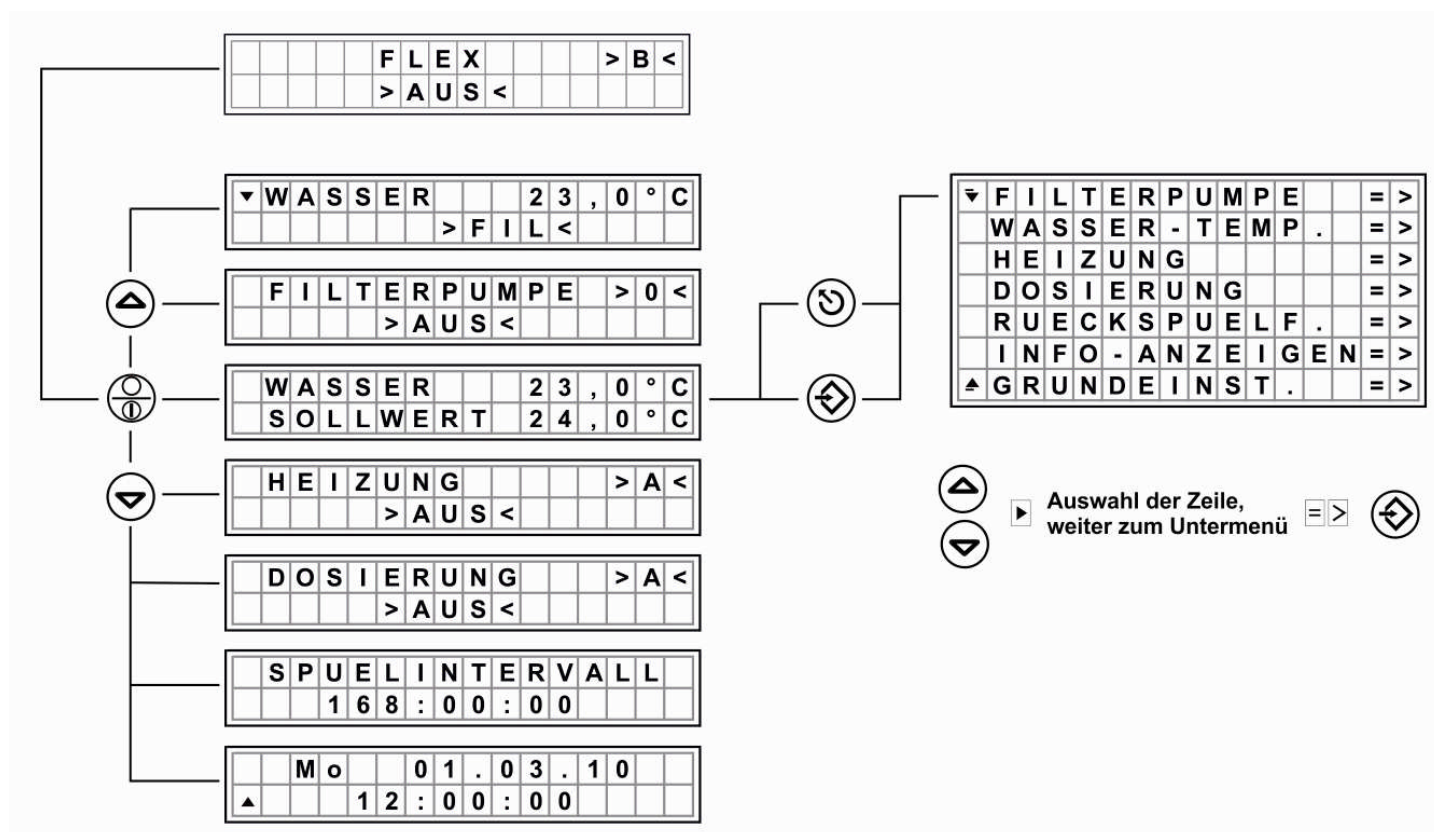 FLEX >B<
>AUS<
WASSER 23,0°C
>FIL<
FILTERPUMPE >0<
>AUS<
WASSER 23,0°C
SOLLWERT 24,0°C
HEIZUNG >A<
>AUS<
DOSIERUNG >A<
>AUS<
SPUELINTERVALL
168:00:00
Mo 01.03.10
12:00:00
FILTERPUMPE =>
WASSER-TEMP. =>
HEIZUNG =>
DOSIERUNG =>
RUECKSPUELF. =>
INFO-ANZEIGEN=>
GRUNDEINST. =>
Auswahl der Zeile,
weiter zum Untermenü =>